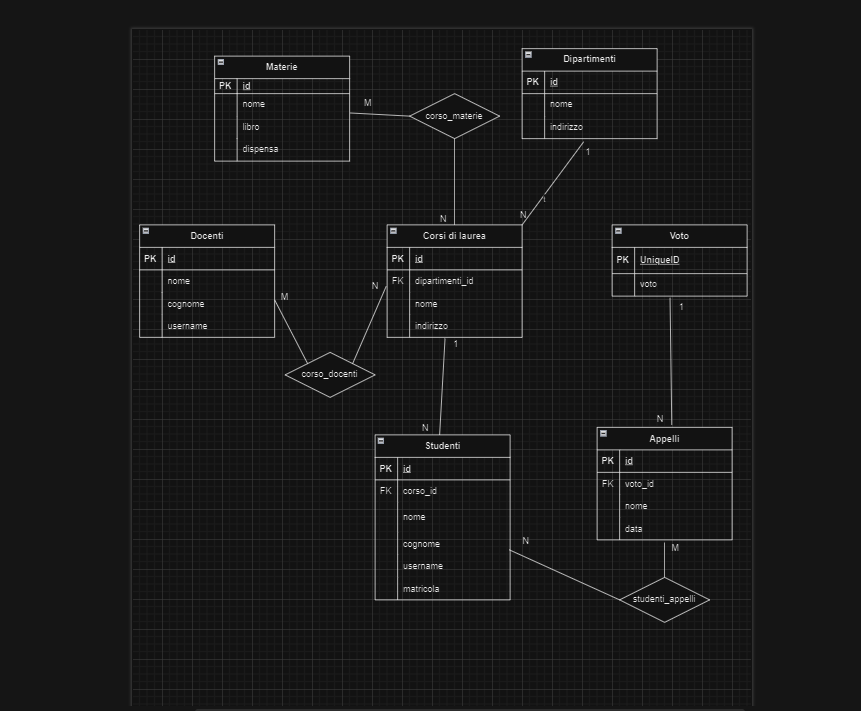 Materie
PK id
nome
libro
dispensa
M
corso_materie
N
Dipartimenti
PK id
nome
indirizzo
1
1
N
Docenti
PK id
nome
cognome
username
M
corso_docenti
N
Corsi di laurea
PK id
FK dipartimenti_id
nome
indirizzo
1
N
Voto
PK UniqueID
voto
1
N
Studenti
PK id
FK corso_id
nome
cognome
username
matricola
N
Appelli
PK id
FK voto_id
nome
data
M
studenti_appelli